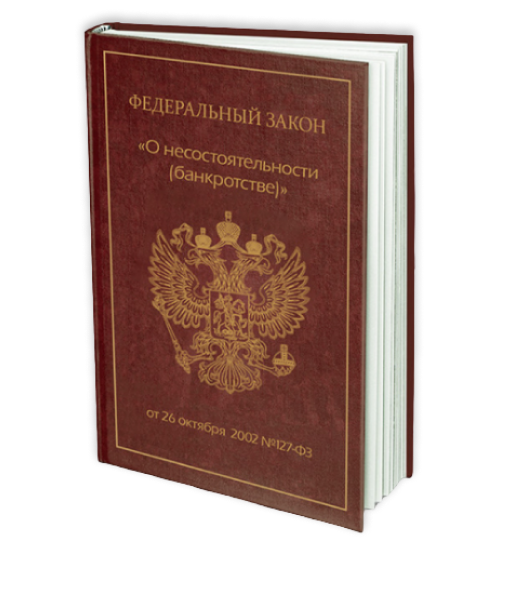 ФЕДЕРАЛЬНЫЙ ЗАКОН
«О несостоятельности
(банкротстве)»
от 26 октября 2002 №127-ФЗ